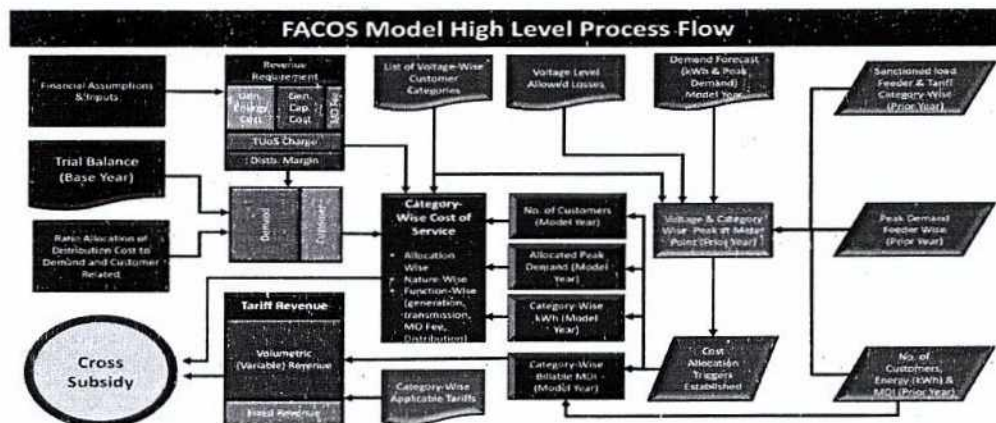 FACOS Model High Level Process Flow
Financial Assumptions
& Inputs
Revenue
Requirement
Gen.
Energy
Cost
Gen.
Cap.
Cost
TUoS Charge
Distb. Margin
List of Voltage-Wise
Customer
Categories
Voltage Level
Allowed Losses
Demand Forecast
(kWh & Peak
Demand)
Model Year
Sanctioned load
Feeder & Tariff
Category-Wise
(Prior Year)
Trial Balance
(Base Year)
Ratio Allocation of
Distribution Cost to
Demand and Customer
Related
Demand
Customer
Category-
Wise Cost of
Service
• Allocation
Wise
• Nature-Wise
• Function-Wise
(generation,
transmission,
MO Fee,
Distribution)
No. of Customers
(Model Year)
Allocated Peak
Demand (Model
Year)
Category-Wise
kWh (Model
Year)
Category-Wise
Billable MDI
(Model Year)
Voltage & Category
Wise-Peak at Meter
Point (Prior Year)
Peak Demand
Feeder Wise
(Prior Year)
Cross
Subsidy
Tariff Revenue
Volumetric
(Variable) Revenue
Fixed Revenue
Category-Wise
Applicable Tariffs
Cost
Allocation
Triggers
Established
No. of
Customers,
Energy (kWh) &
MDI (Prior Year)